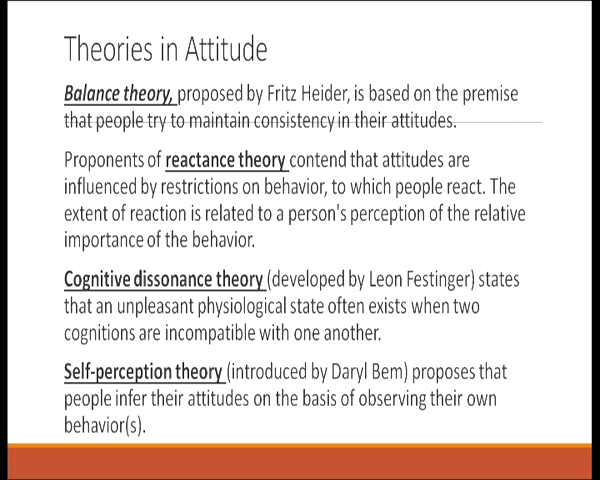 Theories in Attitude
Balance theory, proposed by Fritz Heider, is based on the premise
that people try to maintain consistency in their attitudes.
Proponents of reactance theory contend that attitudes are
influenced by restrictions on behavior, to which people react. The
extent of reaction is related to a person's perception of the relative
importance of the behavior.
Cognitive dissonance theory (developed by Leon Festinger) states
that an unpleasant physiological state often exists when two
cognitions are incompatible with one another.
Self-perception theory (introduced by Daryl Bem) proposes that
people infer their attitudes on the basis of observing their own
behavior(s).